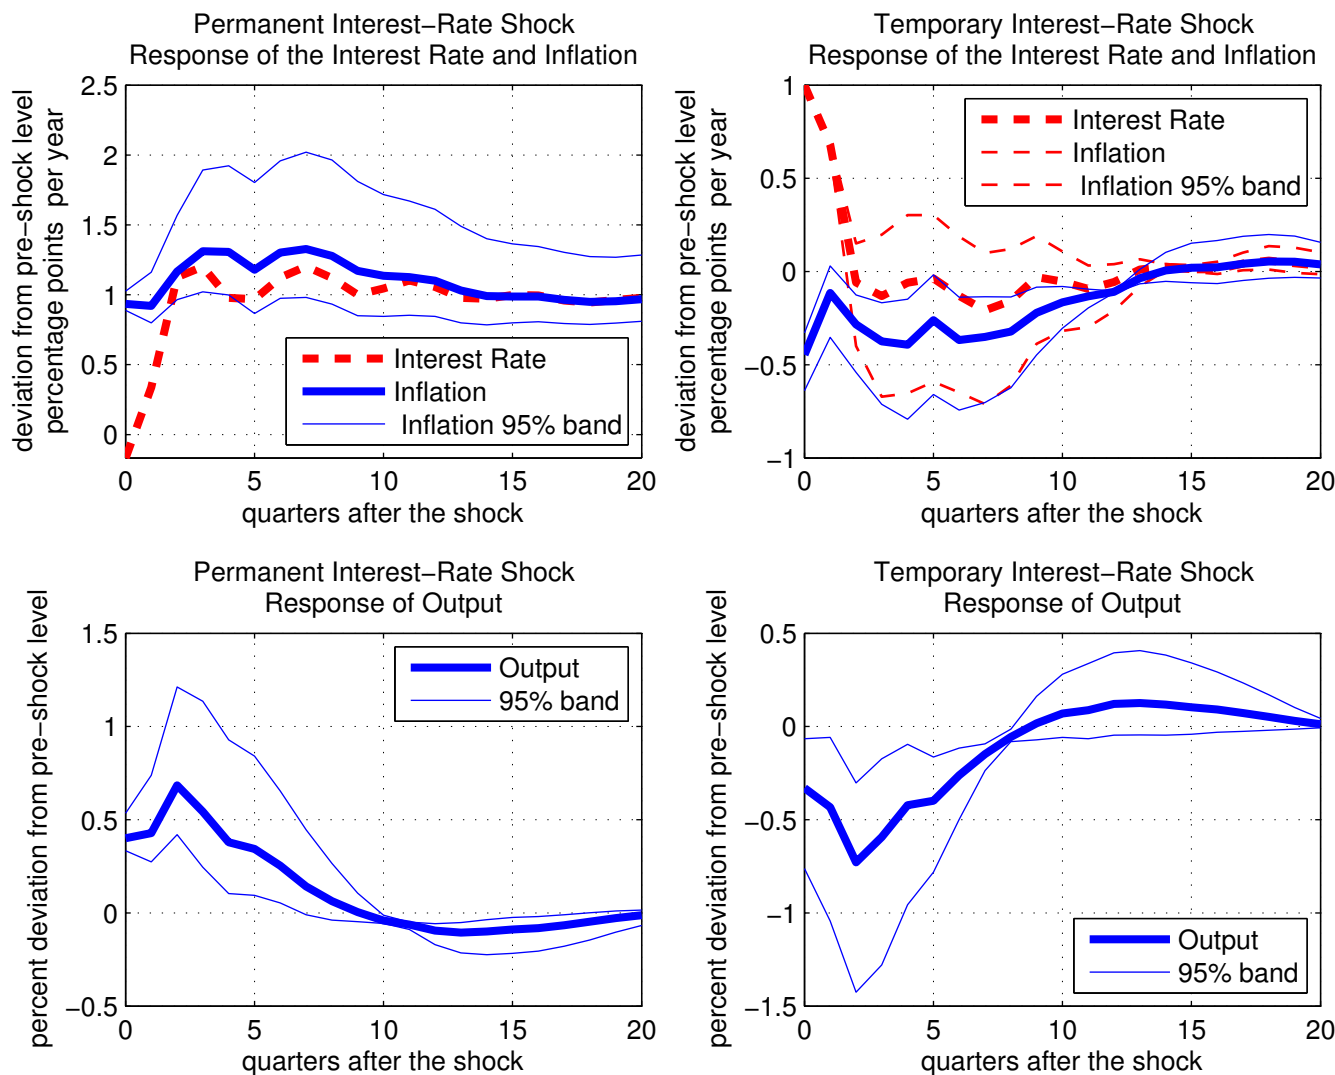 Permanent Interest−Rate Shock
Response of the Interest Rate and Inflation
deviation from pre−shock level
percentage points per year
2.5
2
1.5
1
0.5
0
Interest Rate
Inflation
Inflation 95% band
0 5 10 15 20
quarters after the shock
Temporary Interest−Rate Shock
Response of the Interest Rate and Inflation
deviation from pre−shock level
percentage points per year
1
0.5
0
−0.5
−1
Interest Rate
Inflation
Inflation 95% band
0 5 10 15 20
quarters after the shock
Permanent Interest−Rate Shock
Response of Output
percent deviation from pre−shock level
1.5
1
0.5
0
−0.5
Output
95% band
0 5 10 15 20
quarters after the shock
Temporary Interest−Rate Shock
Response of Output
percent deviation from pre−shock level
0.5
0
−0.5
−1
−1.5
Output
95% band
0 5 10 15 20
quarters after the shock